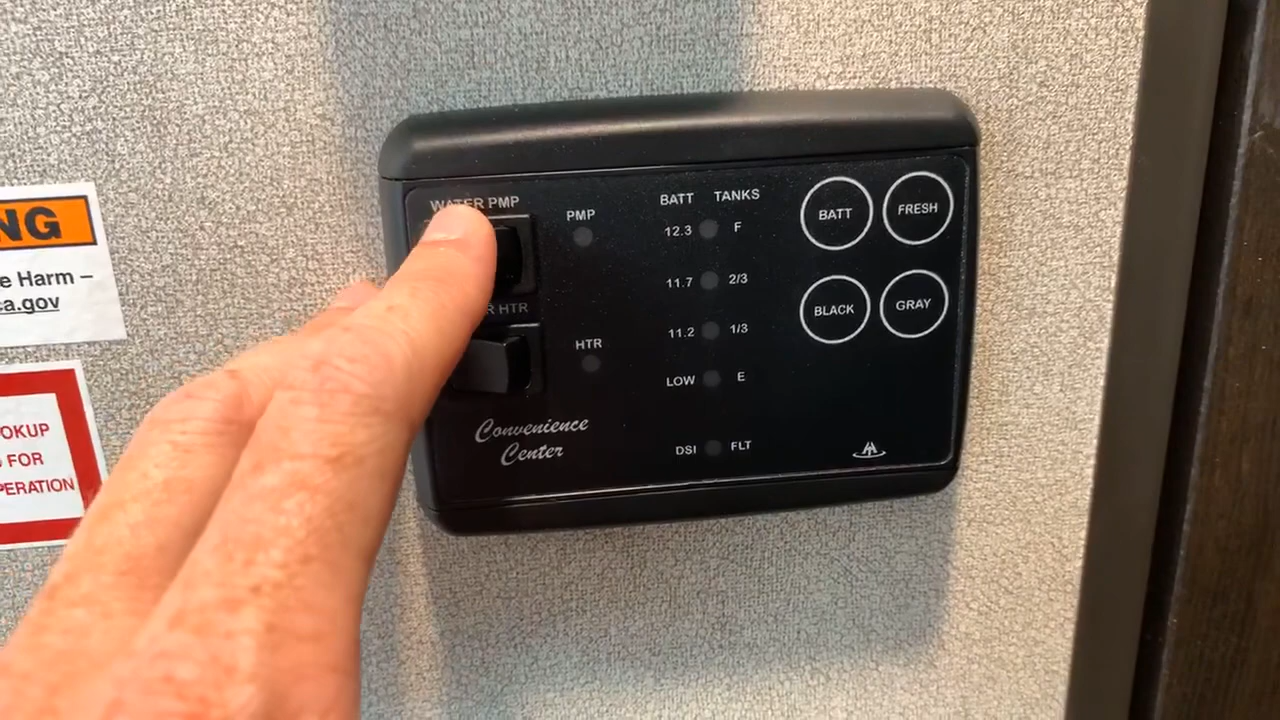 NG
e Harm –
ca.gov
OKUP
FOR
PERATION
WATER PMP
R HTR
PMP
HTR
Convenience
Center
BATT TANKS
12.3 F
11.7 2/3
11.2 1/3
LOW E
DSI FLT
BATT FRESH
BLACK GRAY